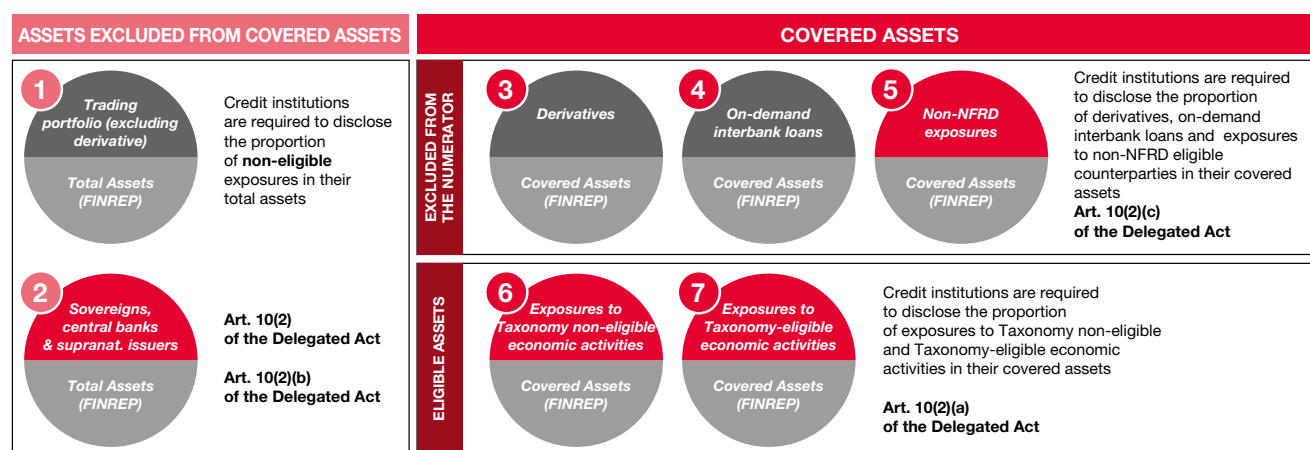 ASSETS EXCLUDED FROM COVERED ASSETS
1
Trading
portfolio (excluding
derivative)
Total Assets
(FINREP)
Credit institutions
are required to disclose
the proportion
of non-eligible
exposures in their
total assets
2
Sovereigns,
central banks
& supranat. issuers
Total Assets
(FINREP)
Art. 10(2)
of the Delegated Act
Art. 10(2)(b)
of the Delegated Act
COVERED ASSETS
EXCLUDED FROM
THE NUMERATOR
3
Derivatives
Covered Assets
(FINREP)
4
On-demand
interbank loans
Covered Assets
(FINREP)
5
Non-NFRD
exposures
Covered Assets
(FINREP)
Credit institutions are required
to disclose the proportion
of derivatives, on-demand
interbank loans and exposures
to non-NFRD eligible
counterparties in their covered
assets
Art. 10(2)(c)
of the Delegated Act
ELIGIBLE ASSETS
6
Exposures to
Taxonomy non-eligible
economic activities
Covered Assets
(FINREP)
7
Exposures to
Taxonomy-eligible
economic activities
Covered Assets
(FINREP)
Credit institutions are required
to disclose the proportion
of exposures to Taxonomy non-eligible
and Taxonomy-eligible economic
activities in their covered assets
Art. 10(2)(a)
of the Delegated Act